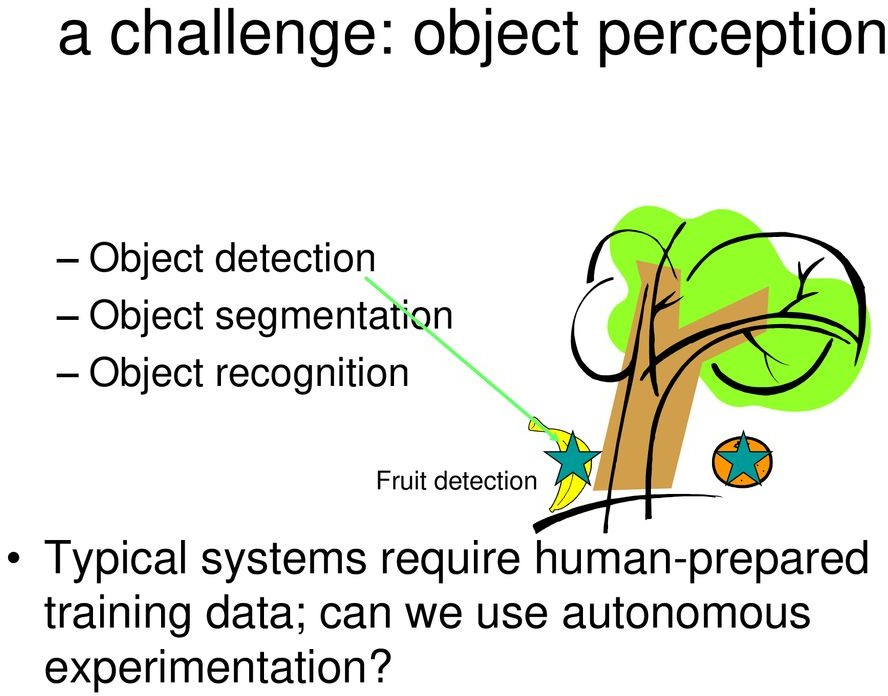 a challenge: object perception
– Object detection
– Object segmentation
– Object recognition
Fruit detection
• Typical systems require human-prepared
training data; can we use autonomous
experimentation?